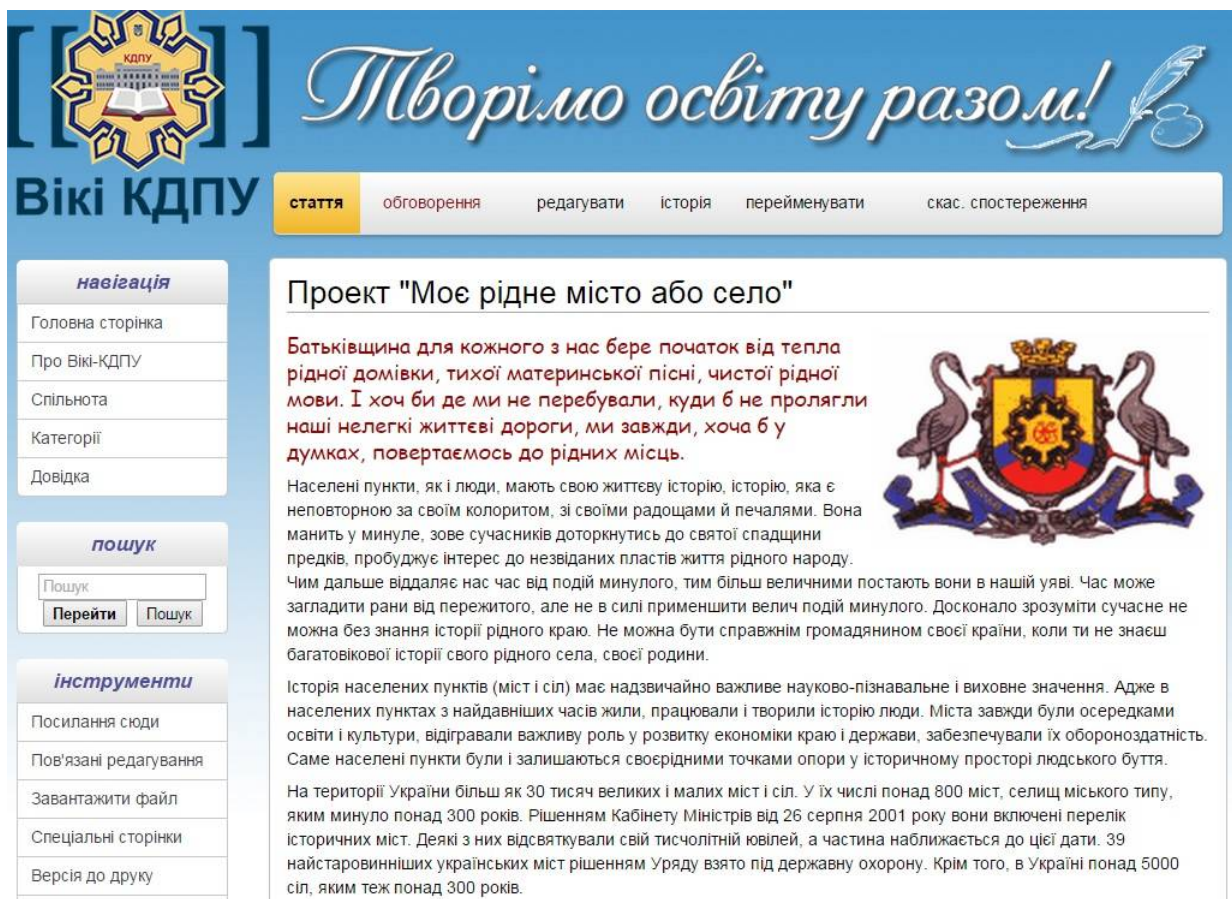 [[КДПУ]]
Вікі КДПУ
Творімо освіту разом!
стаття обговорення редагувати історія перейменувати скас. спостереження
навігація
Головна сторінка
Про Вікі-КДПУ
Спільнота
Категорії
Довідка
пошук
Пошук
Перейти Пошук
інструменти
Посилання сюди
Пов'язані редагування
Завантажити файл
Спеціальні сторінки
Версія до друку
Проект "Моє рідне місто або село"
Батьківщина для кожного з нас бере початок від тепла
рідної домівки, тихої материнської пісні, чистої рідної
мови. І хоч би де ми не перебували, куди б не пролягли
наші нелегкі життєві дороги, ми завжди, хоча б у
думках, повертаємось до рідних місць.
Населені пункти, як і люди, мають свою життєву історію, історію, яка є
неповторною за своїм колоритом, зі своїми радощами й печалями. Вона
манить у минуле, зове сучасників доторкнутись до святої спадщини
предків, пробуджує інтерес до незвіданих пластів життя рідного народу.
Чим дальше віддаляє нас час від подій минулого, тим більш величними постають вони в нашій уяві. Час може
загладити рани від пережитого, але не в силі применшити велич подій минулого. Досконало зрозуміти сучасне не
можна без знання історії рідного краю. Не можна бути справжнім громадянином своєї країни, коли ти не знаєш
багатовікової історії свого рідного села, своєї родини.
Історія населених пунктів (міст і сіл) має надзвичайно важливе науково-пізнавальне і виховне значення. Адже в
населених пунктах з найдавніших часів жили, працювали і творили історію люди. Міста завжди були осередками
освіти і культури, відігравали важливу роль у розвитку економіки краю і держави, забезпечували їх обороноздатність.
Саме населені пункти були і залишаються своєрідними точками опори у історичному просторі людського буття.
На території України більш як 30 тисяч великих і малих міст і сіл. У їх числі понад 800 міст, селищ міського типу,
яким минуло понад 300 років. Рішенням Кабінету Міністрів від 26 серпня 2001 року вони включені перелік
історичних міст. Деякі з них відсвяткували свій тисчолітній ювілей, а частина наближається до цієї дати. 39
найстаровинніших українських міст рішенням Уряду взято під державну охорону. Крім того, в Україні понад 5000
сіл, яким теж понад 300 років.